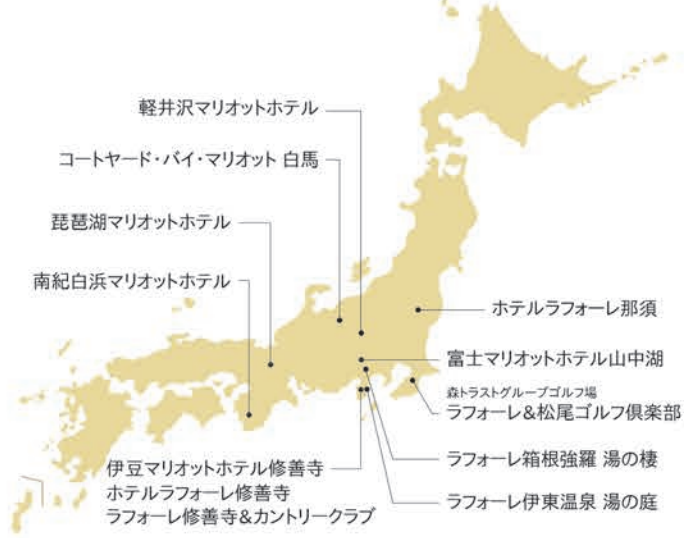 軽井沢マリオットホテル
コートヤード・バイ・マリオット 白馬
琵琶湖マリオットホテル
南紀白浜マリオットホテル
ホテルラフォーレ那須
富士マリオットホテル山中湖
森トラストグループゴルフ場
ラフォーレ&松尾ゴルフ倶楽部
ラフォーレ箱根強羅 湯の棲
ラフォーレ伊東温泉 湯の庭
伊豆マリオットホテル修善寺
ホテルラフォーレ修善寺
ラフォーレ修善寺&カントリークラブ